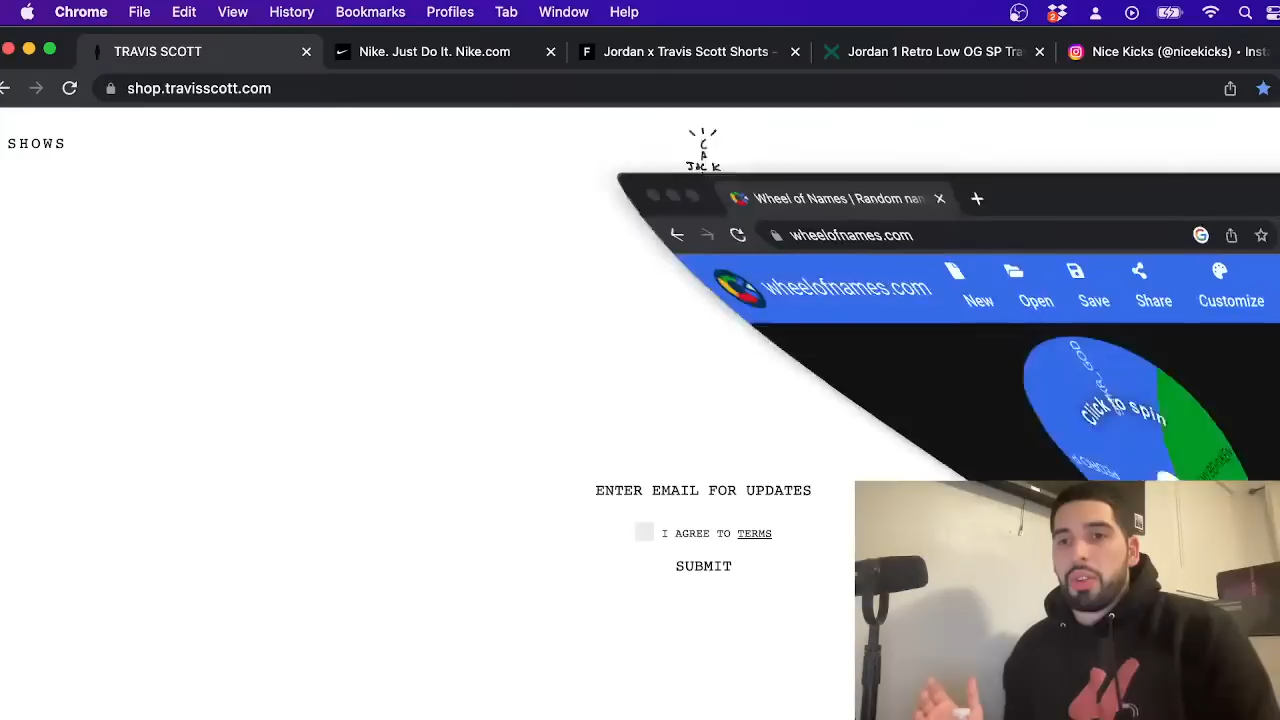 Chrome File Edit View History Bookmarks Profiles Tab Window Help
TRAVIS SCOTT Nike. Just Do It. Nike.com Jordan x Travis Scott Shorts - Jordan 1 Retro Low OG SP Tra Nice Kicks (@nicekicks) • Inst
shop.travisscott.com
SHOWS
JACK
Wheel of Names | Random nam
wheelofnames.com
wheelofnames.com
New Open Save Share Customize
click to spin
ENTER EMAIL FOR UPDATES
I AGREE TO TERMS
SUBMIT